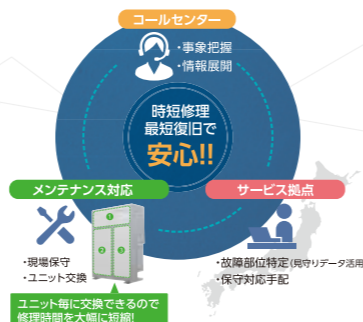 コールセンター
・事象把握
・情報展開
時短修理
最短復旧で
安心!!
メンテナンス対応
サービス拠点
1
2
3
・現場保守
・ユニット交換
・故障部位特定(見守りデータ活用)
・保守対応手配
ユニット毎に交換できるので
修理時間を大幅に短縮!